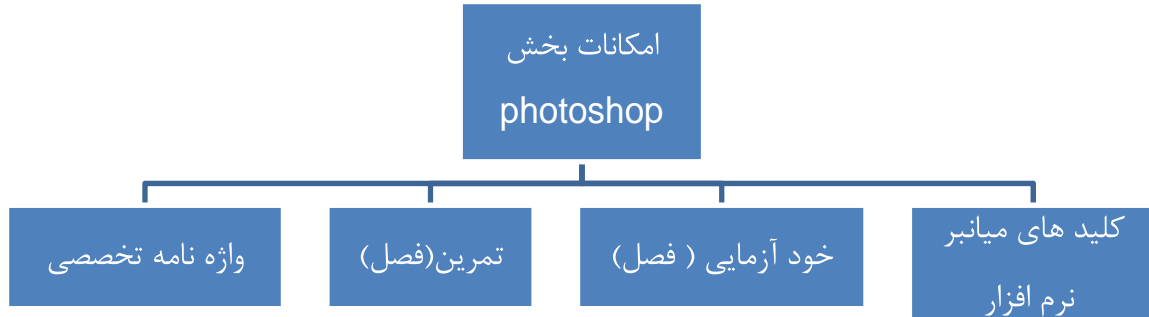 امکانات بخش
photoshop
کلید های میانبر
نرم افزار
خود آزمایی ( فصل)
تمرین(فصل)
واژه نامه تخصصی